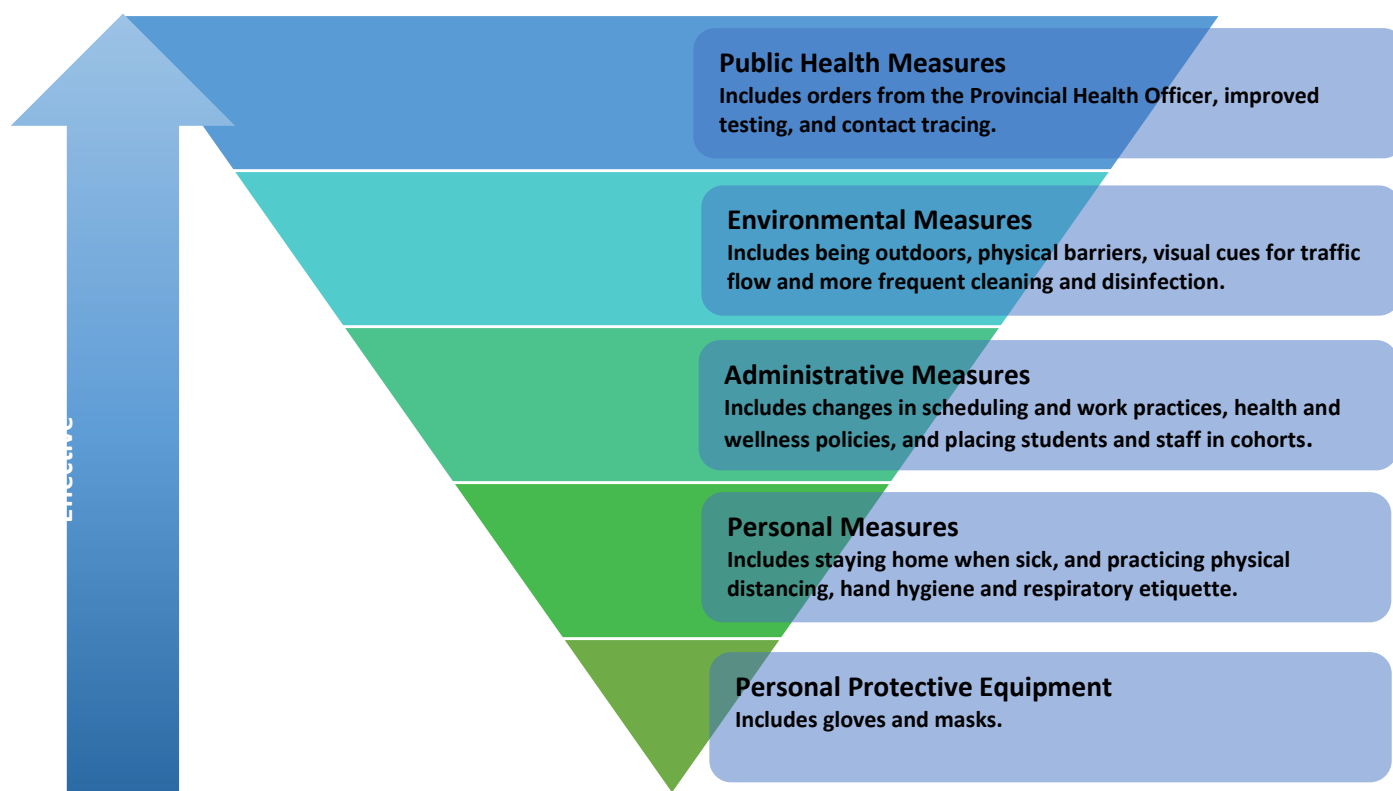 Public Health Measures
Includes orders from the Provincial Health Officer, improved
testing, and contact tracing.
Environmental Measures
Includes being outdoors, physical barriers, visual cues for traffic
flow and more frequent cleaning and disinfection.
Administrative Measures
Includes changes in scheduling and work practices, health and
wellness policies, and placing students and staff in cohorts.
Personal Measures
Includes staying home when sick, and practicing physical
distancing, hand hygiene and respiratory etiquette.
Personal Protective Equipment
Includes gloves and masks.
Effective